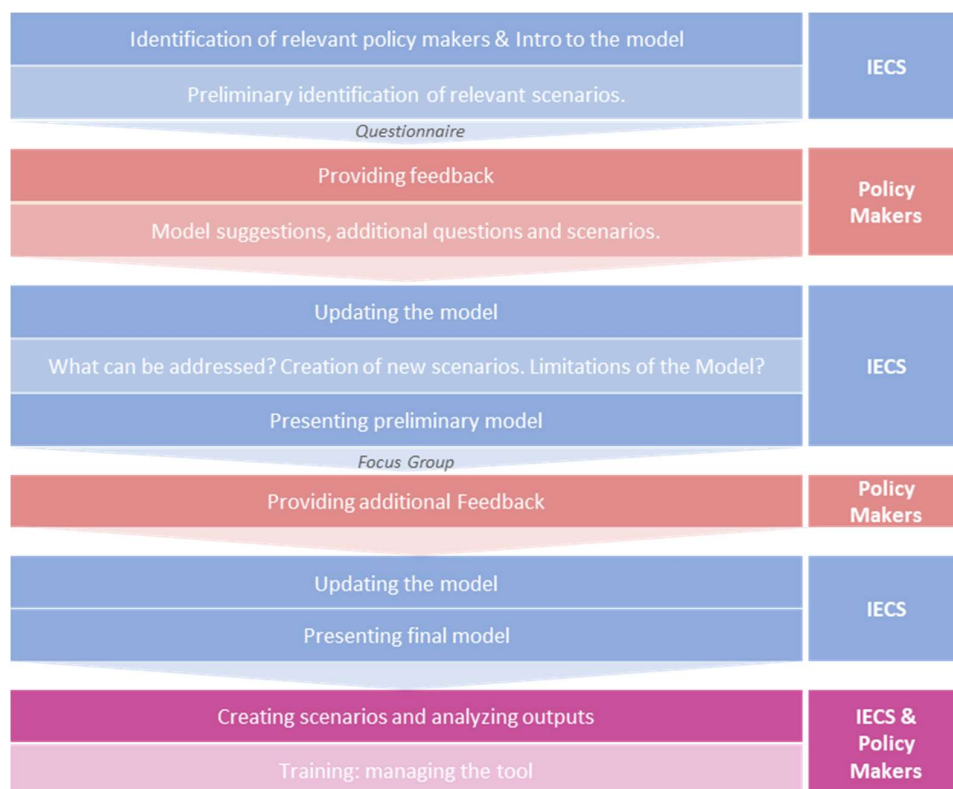 Identification of relevant policy makers & Intro to the model
Preliminary identification of relevant scenarios.
IECS
Questionnaire
Providing feedback
Model suggestions, additional questions and scenarios.
Policy
Makers
Updating the model
What can be addressed? Creation of new scenarios. Limitations of the Model?
Presenting preliminary model
IECS
Focus Group
Providing additional Feedback
Policy
Makers
Updating the model
Presenting final model
IECS
Creating scenarios and analyzing outputs
Training: managing the tool
IECS &
Policy
Makers